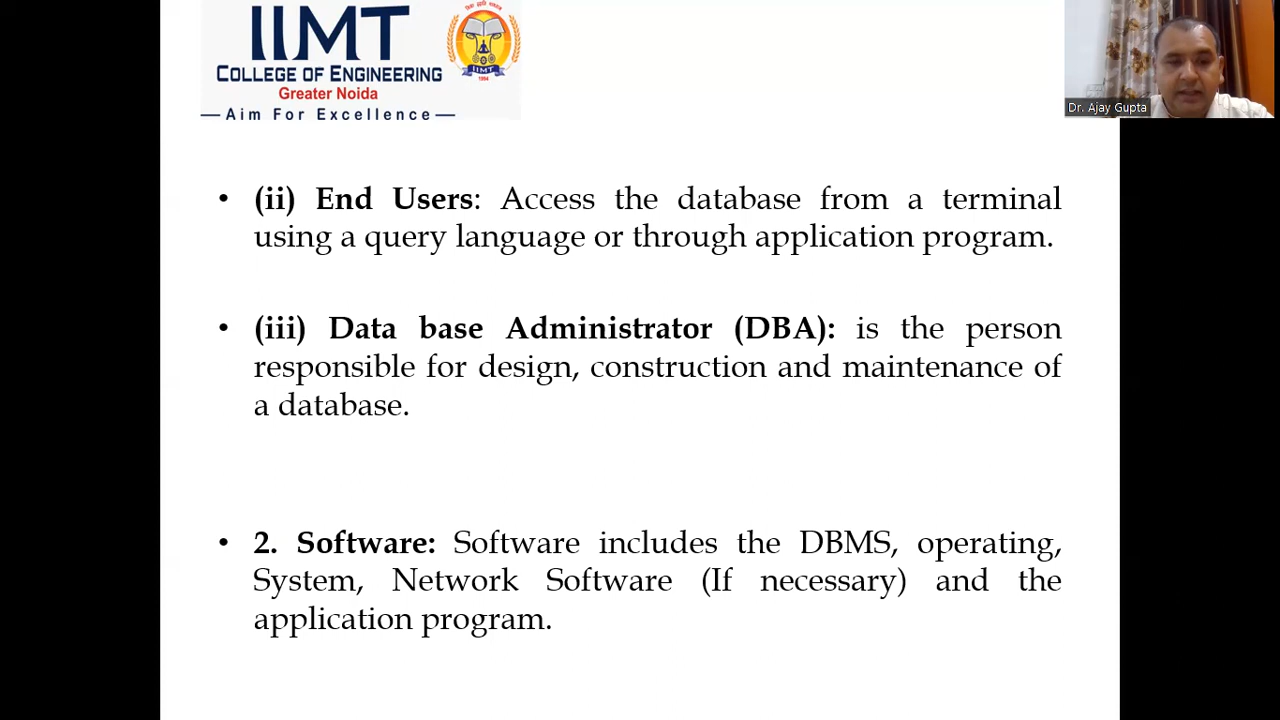 IIMT
COLLEGE OF ENGINEERING
Greater Noida
— Aim For Excellence —
IIMT
1994
Dr. Ajay Gupta
• (ii) End Users: Access the database from a terminal
using a query language or through application program.
• (iii) Data base Administrator (DBA): is the person
responsible for design, construction and maintenance of
a database.
• 2. Software: Software includes the DBMS, operating,
System, Network Software (If necessary) and the
application program.